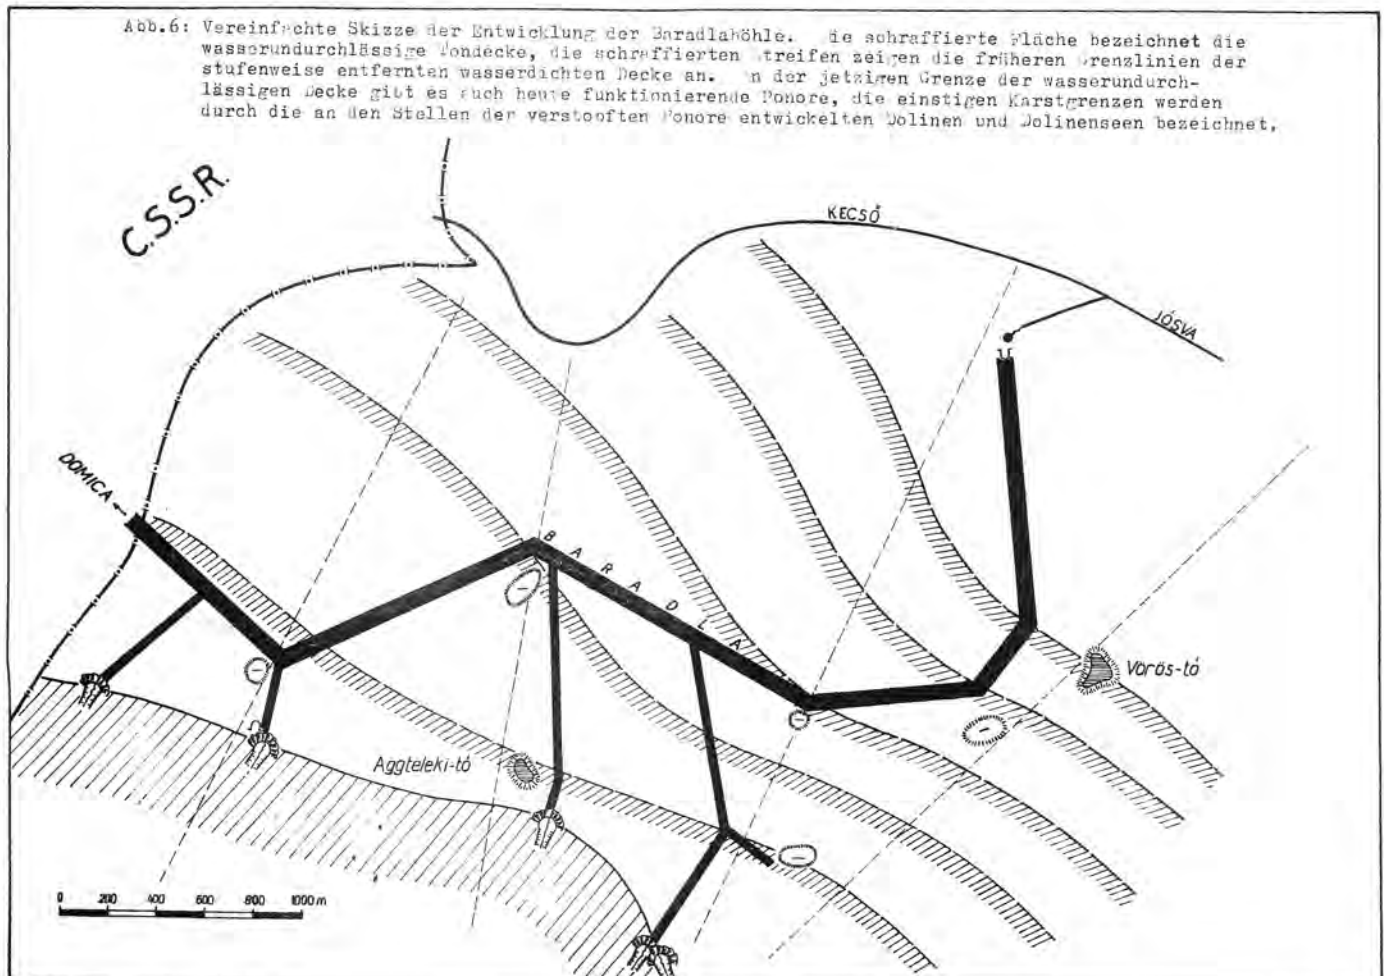 Abb.6: Vereinfachte Skizze der Entwicklung der Baradlahöhle. die schraffierte Fläche bezeichnet die
wasserundurchlässige Tondecke, die schraffierten Streifen zeigen die früheren Grenzlinien der
stufenweise entfernten wasserdichten Decke an. An der jetzigen Grenze der wasserundurch-
lässigen Decke gibt es auch heute funktionierende Ponore, die einstigen Karstgrenzen werden
durch die an den Stellen der verstopften Ponore entwickelten Dolinen und Dolinenseen bezeichnet.
C.S.S.R.
KECSŐ
JÓSVA
DOMICA
BARADLA
Vörös-tó
Aggteleki-tó
0 200 400 600 800 1000 m